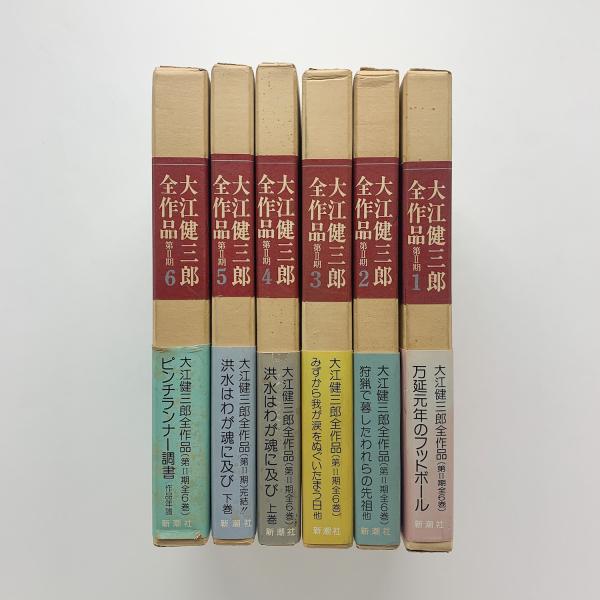 大江健三郎
全作品
第II期
1
大江健三郎全作品(第II期全6巻)
万延元年のフットボール
新潮社
大江健三郎
全作品
第II期
2
大江健三郎全作品(第II期全6巻)
狩猟で暮したわれらの先祖他
新潮社
大江健三郎
全作品
第II期
3
大江健三郎全作品(第II期全6巻)
みずから我が涙をぬぐいたまう日他
新潮社
大江健三郎
全作品
第II期
4
大江健三郎全作品(第II期全6巻)
洪水はわが魂に及び 上巻
新潮社
大江健三郎
全作品
第II期
5
大江健三郎全作品(第II期)完結!!
洪水はわが魂に及び 下巻
新潮社
大江健三郎
全作品
第II期
6
大江健三郎全作品(第II期全6巻)
ピンチランナー調書 作品年譜
新潮社